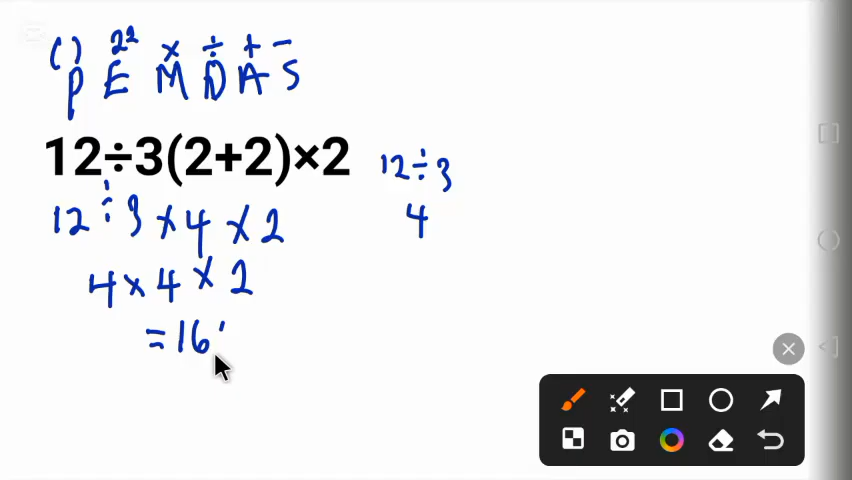 ( ) 2² × ÷ + −
P E M D A S
12÷3(2+2)×2
12 ÷ 3
12 ÷ 3 × 4 × 2
4
4 × 4 × 2
= 16